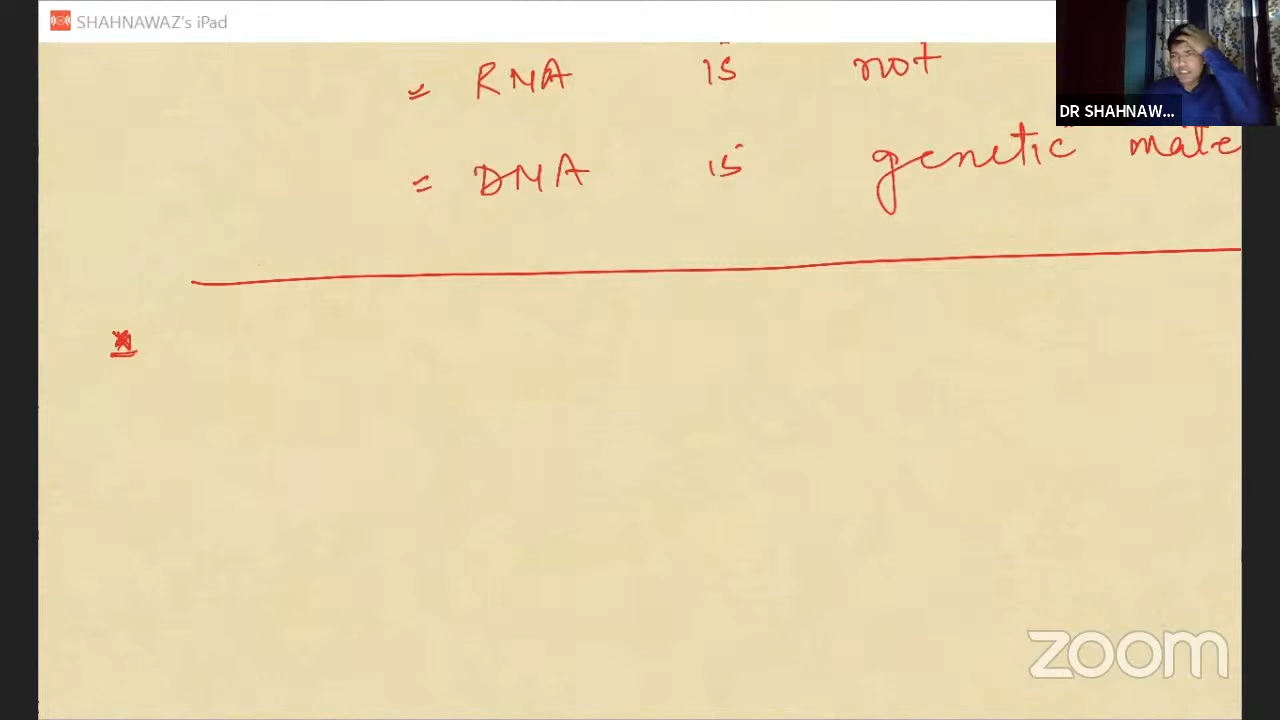 SHAHNAWAZ's iPad
= RNA is not
DR SHAHNAW...
= DNA is genetic mate
*
zoom